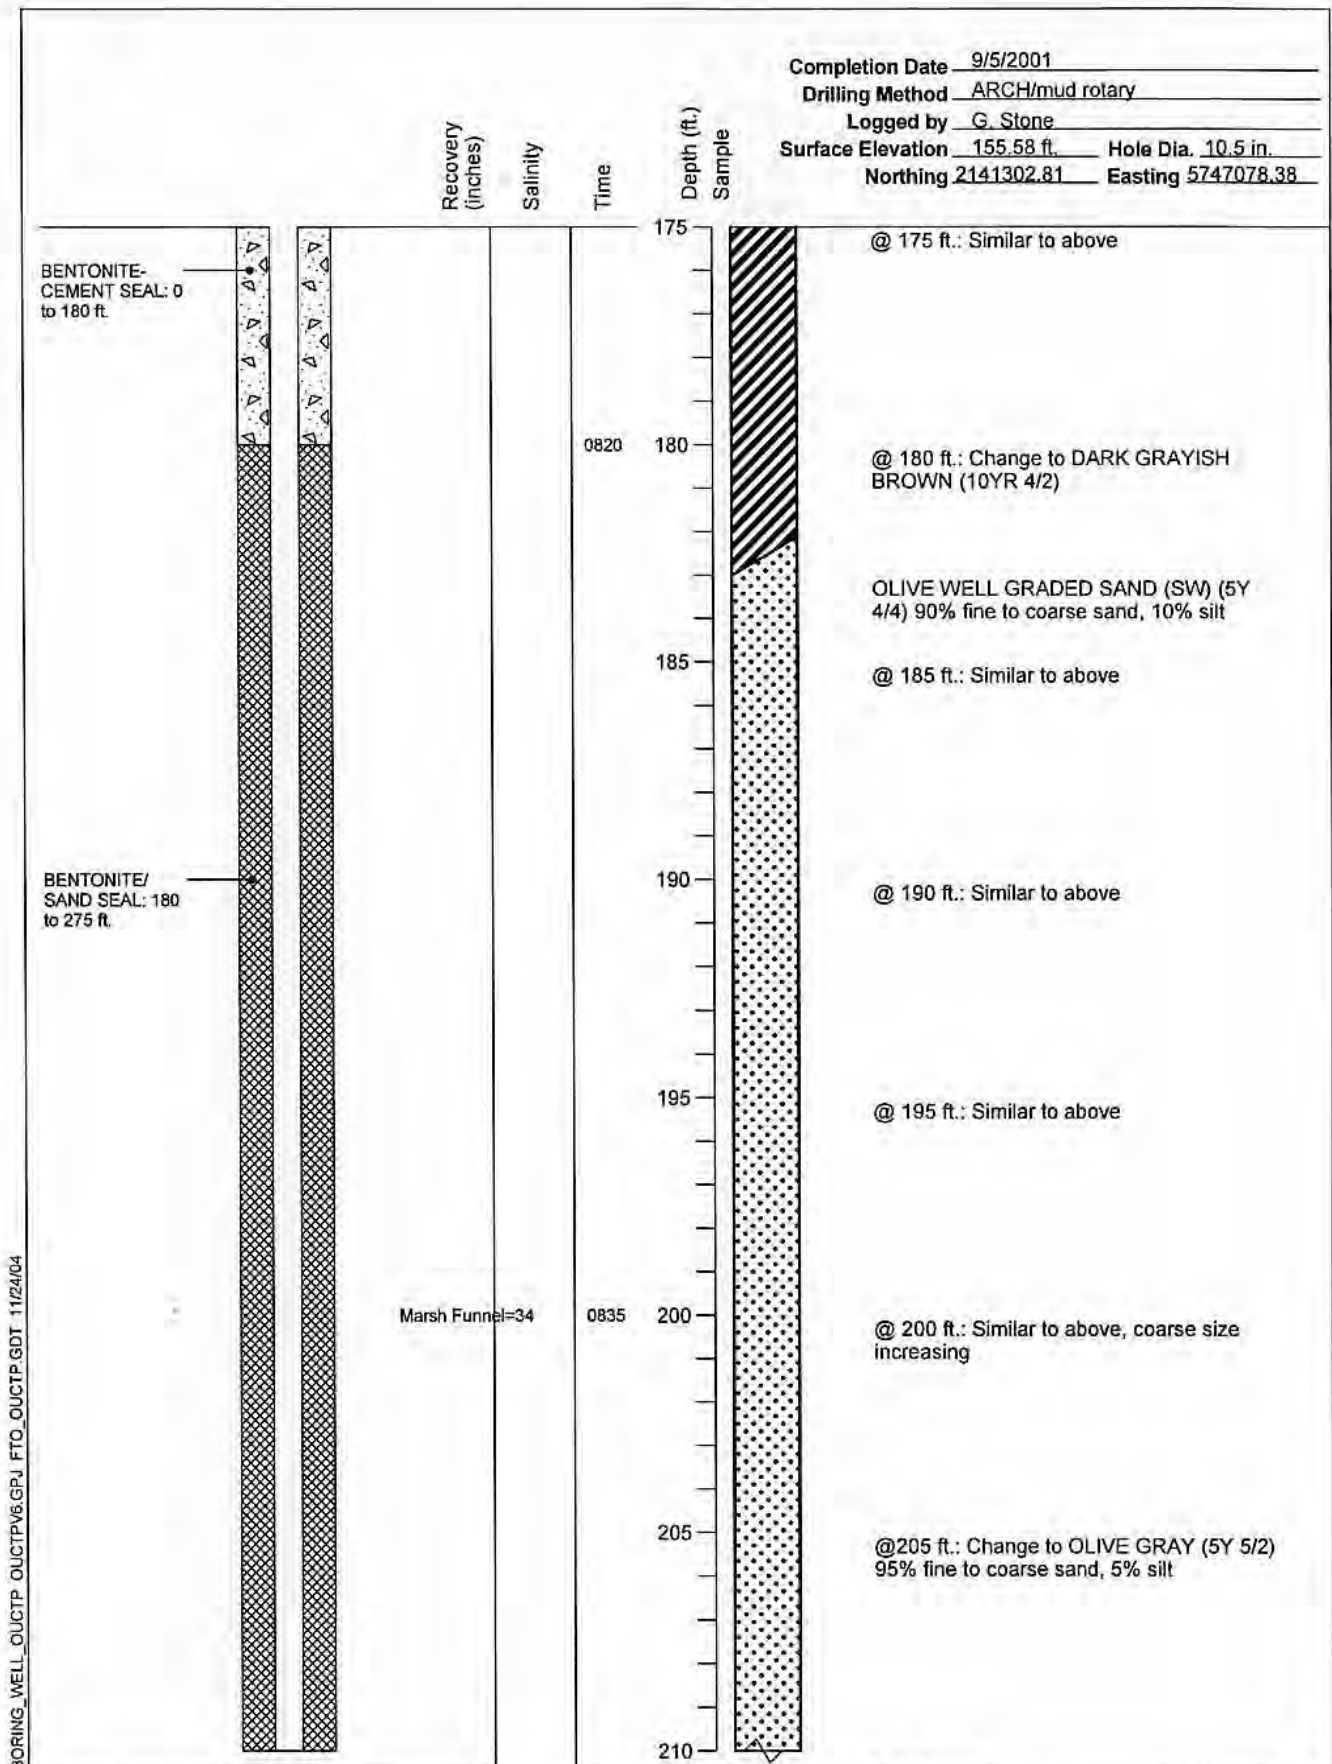 Completion Date 9/5/2001
Drilling Method ARCH/mud rotary
Logged by G. Stone
Surface Elevation 155.58 ft. Hole Dia. 10.5 in.
Northing 2141302.81 Easting 5747078.38
Recovery
(inches)
Salinity
Time
Depth (ft.)
Sample
175
@ 175 ft.: Similar to above
BENTONITE-
CEMENT SEAL: 0
to 180 ft.
0820
180
@ 180 ft.: Change to DARK GRAYISH
BROWN (10YR 4/2)
OLIVE WELL GRADED SAND (SW) (5Y
4/4) 90% fine to coarse sand, 10% silt
185
@ 185 ft.: Similar to above
BENTONITE/
SAND SEAL: 180
to 275 ft.
190
@ 190 ft.: Similar to above
195
@ 195 ft.: Similar to above
Marsh Funnel=34
0835
200
@ 200 ft.: Similar to above, coarse size
increasing
205
@205 ft.: Change to OLIVE GRAY (5Y 5/2)
95% fine to coarse sand, 5% silt
210
BORING_WELL_OUCTP OUCTPV6.GPJ FTO_OUCTP.GDT 11/24/04